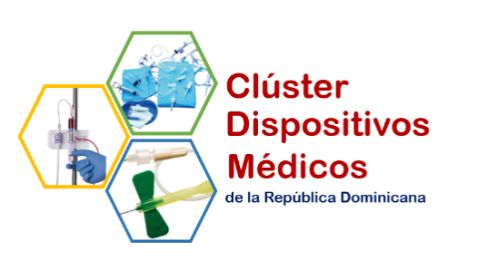 Clúster
Dispositivos
Médicos
de la República Dominicana